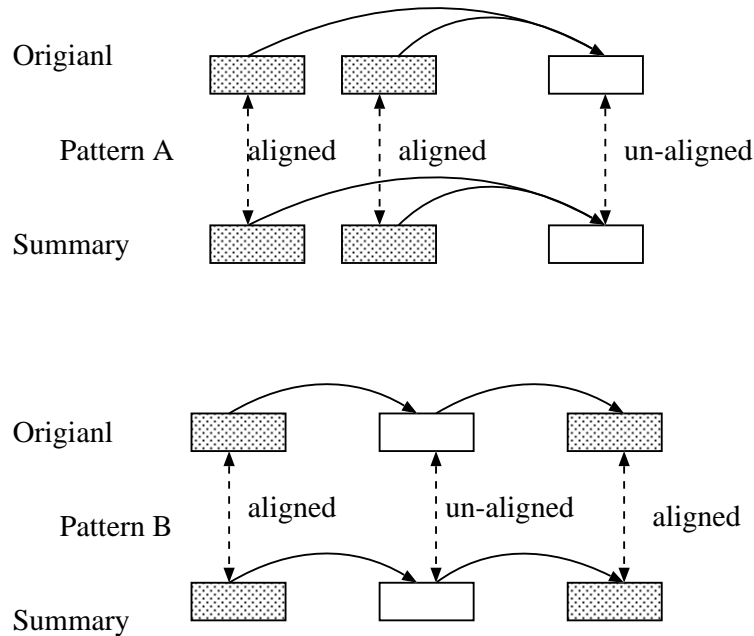 Origianl
Pattern A aligned aligned un-aligned
Summary
Origianl
Pattern B aligned un-aligned aligned
Summary